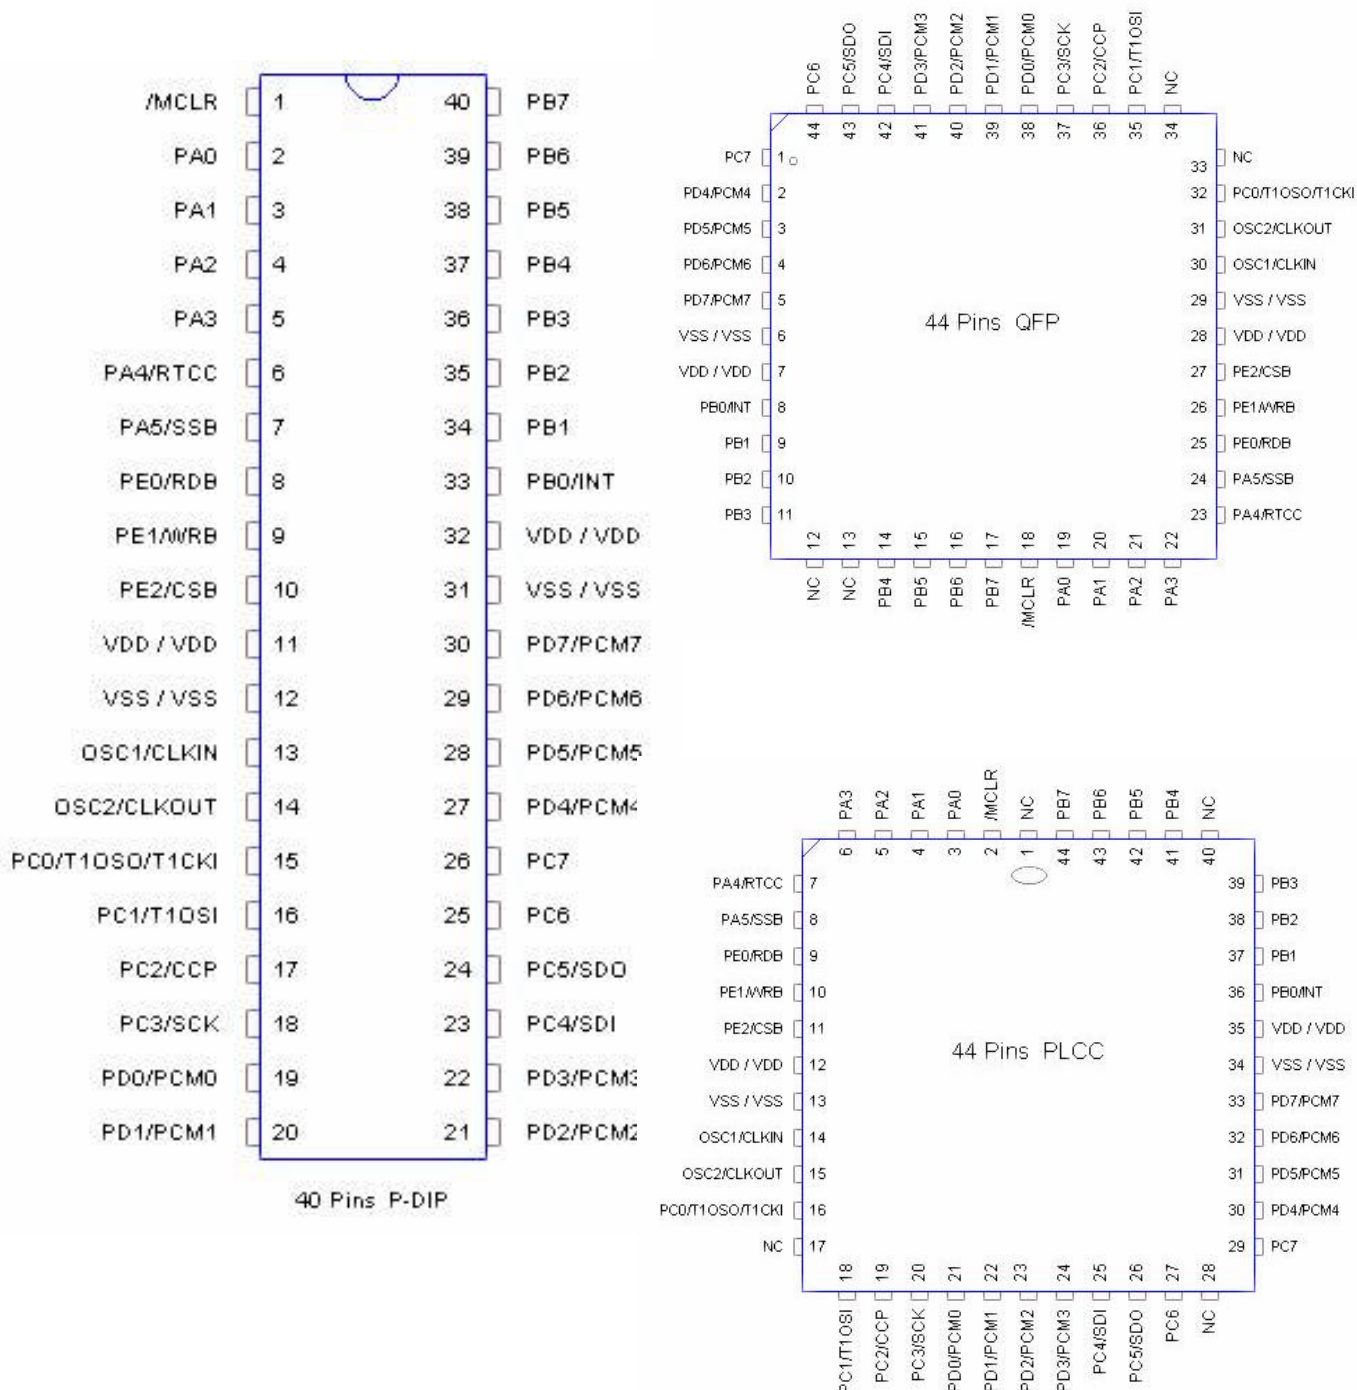 /MCLR 1 40 PB7
PA0 2 39 PB6
PA1 3 38 PB5
PA2 4 37 PB4
PA3 5 36 PB3
PA4/RTCC 6 35 PB2
PA5/SSB 7 34 PB1
PE0/RDB 8 33 PB0/INT
PE1/WRB 9 32 VDD / VDD
PE2/CSB 10 31 VSS / VSS
VDD / VDD 11 30 PD7/PCM7
VSS / VSS 12 29 PD6/PCM6
OSC1/CLKIN 13 28 PD5/PCM5
OSC2/CLKOUT 14 27 PD4/PCM4
PC0/T1OSO/T1CKI 15 26 PC7
PC1/T1OSI 16 25 PC6
PC2/CCP 17 24 PC5/SDO
PC3/SCK 18 23 PC4/SDI
PD0/PCM0 19 22 PD3/PCM3
PD1/PCM1 20 21 PD2/PCM2
40 Pins P-DIP
PC6 PC5/SDO PC4/SDI PD3/PCM3 PD2/PCM2 PD1/PCM1 PD0/PCM0 PC3/SCK PC2/CCP PC1/T1OSI NC
44 43 42 41 40 39 38 37 36 35 34
PC7 1 33 NC
PD4/PCM4 2 32 PC0/T1OSO/T1CKI
PD5/PCM5 3 31 OSC2/CLKOUT
PD6/PCM6 4 30 OSC1/CLKIN
PD7/PCM7 5 29 VSS / VSS
44 Pins QFP
VSS / VSS 6 28 VDD / VDD
VDD / VDD 7 27 PE2/CSB
PB0/INT 8 26 PE1/WRB
PB1 9 25 PE0/RDB
PB2 10 24 PA5/SSB
PB3 11 23 PA4/RTCC
12 13 14 15 16 17 18 19 20 21 22
NC NC PB4 PB5 PB6 PB7 /MCLR PA0 PA1 PA2 PA3
PA3 PA2 PA1 PA0 /MCLR NC PB7 PB6 PB5 PB4 NC
6 5 4 3 2 1 44 43 42 41 40
PA4/RTCC 7 39 PB3
PA5/SSB 8 38 PB2
PE0/RDB 9 37 PB1
PE1/WRB 10 36 PB0/INT
PE2/CSB 11 35 VDD / VDD
44 Pins PLCC
VDD / VDD 12 34 VSS / VSS
VSS / VSS 13 33 PD7/PCM7
OSC1/CLKIN 14 32 PD6/PCM6
OSC2/CLKOUT 15 31 PD5/PCM5
PC0/T1OSO/T1CKI 16 30 PD4/PCM4
NC 17 29 PC7
18 19 20 21 22 23 24 25 26 27 28
PC1/T1OSI PC2/CCP PC3/SCK PD0/PCM0 PD1/PCM1 PD2/PCM2 PD3/PCM3 PC4/SDI PC5/SDO PC6 NC